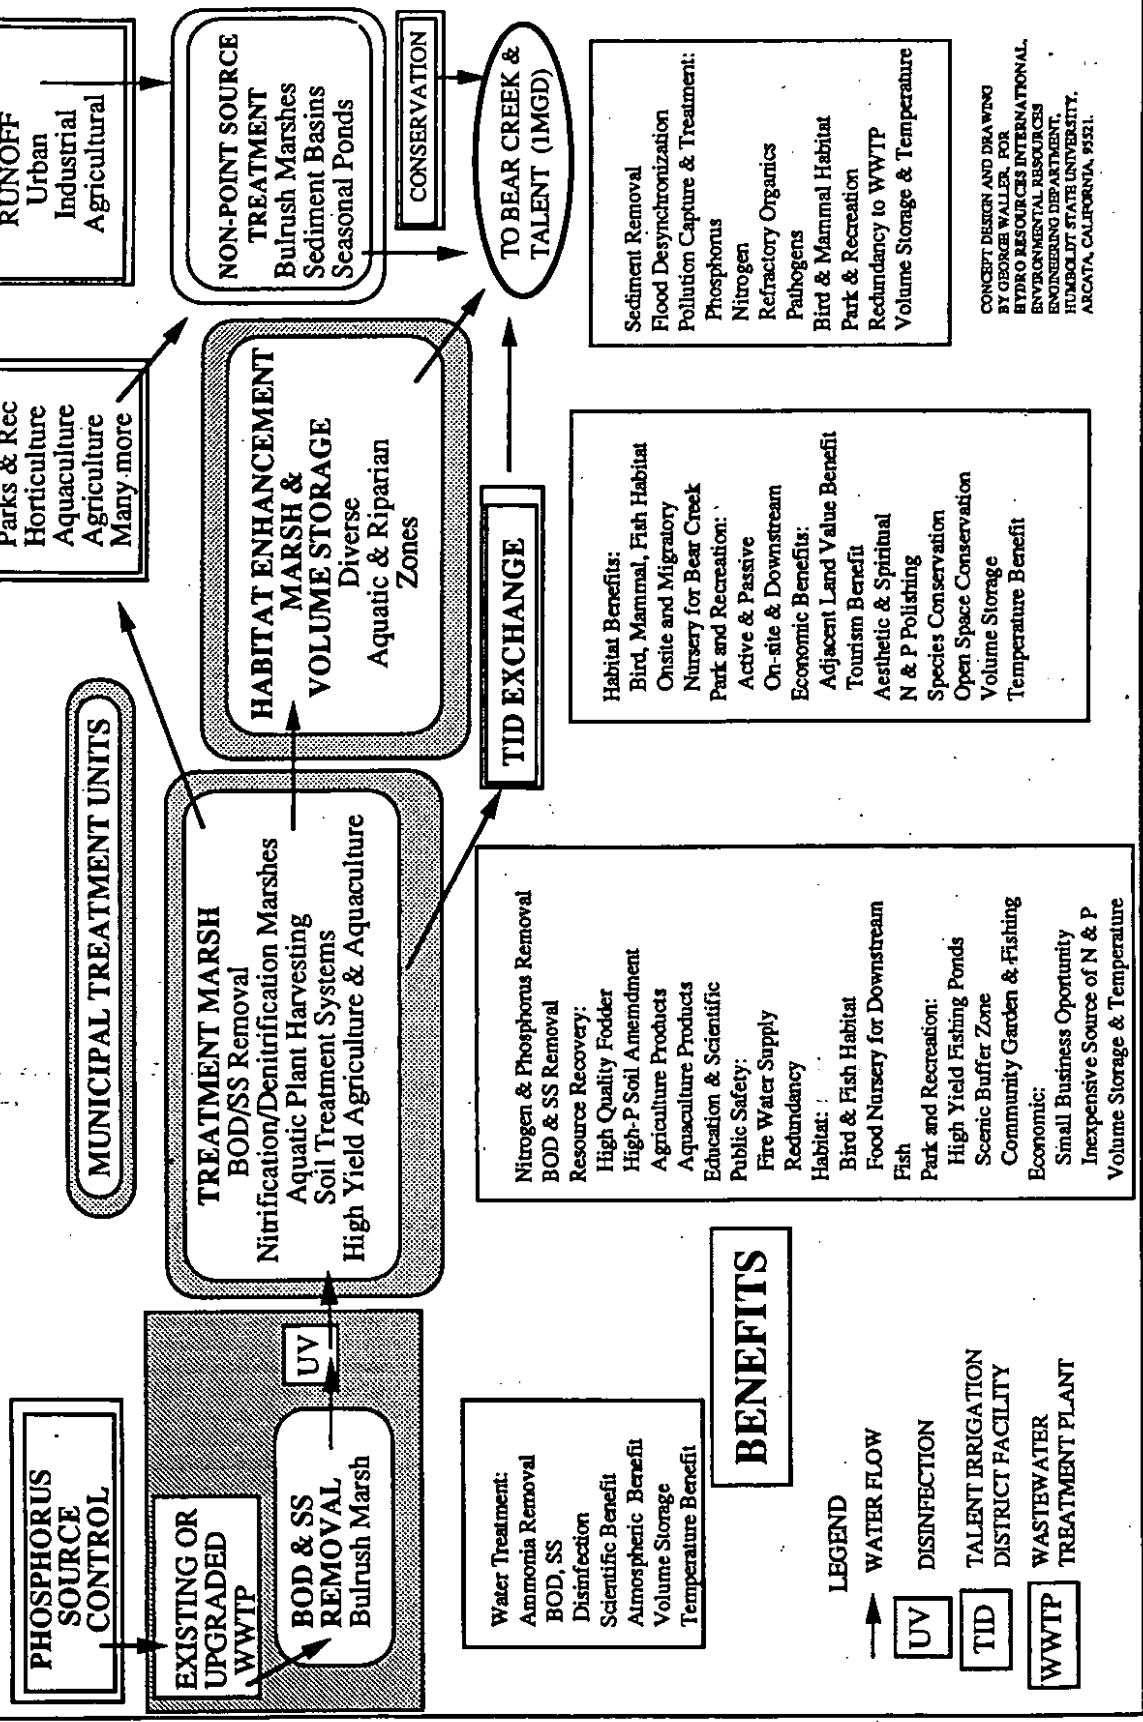 PHOSPHORUS
SOURCE
CONTROL
EXISTING OR
UPGRADED
WWTP
BOD & SS
REMOVAL
Bulrush Marsh
UV
MUNICIPAL TREATMENT UNITS
TREATMENT MARSH
BOD/SS Removal
Nitrification/Denitrification Marshes
Aquatic Plant Harvesting
Soil Treatment Systems
High Yield Agriculture & Aquaculture
Parks & Rec
Horticulture
Aquaculture
Agriculture
Many more
HABITAT ENHANCEMENT
MARSH &
VOLUME STORAGE
Diverse
Aquatic & Riparian
Zones
TID EXCHANGE
RUNOFF
Urban
Industrial
Agricultural
NON-POINT SOURCE
TREATMENT
Bulrush Marshes
Sediment Basins
Seasonal Ponds
CONSERVATION
TO BEAR CREEK &
TALENT (1MGD)
Water Treatment:
Ammonia Removal
BOD, SS
Disinfection
Scientific Benefit
Atmospheric Benefit
Volume Storage
Temperature Benefit
BENEFITS
Nitrogen & Phosphorus Removal
BOD & SS Removal
Resource Recovery:
High Quality Fodder
High-P Soil Amemdment
Agriculture Products
Aquaculture Products
Education & Scientific
Public Safety:
Fire Water Supply
Redundancy
Habitat:
Bird & Fish Habitat
Food Nursery for Downstream
Fish
Park and Recreation:
High Yield Fishing Ponds
Scenic Buffer Zone
Community Garden & Fishing
Economic:
Small Business Oportunity
Inexpensive Source of N & P
Volume Storage & Temperature
Habitat Benefits:
Bird, Mammal, Fish Habitat
Onsite and Migratory
Nursery for Bear Creek
Park and Recreation:
Active & Passive
On-site & Downstream
Economic Benefits:
Adjacent Land Value Benefit
Tourism Benefit
Aesthetic & Spiritual
N & P Polishing
Species Conservation
Open Space Conservation
Volume Storage
Temperature Benefit
Sediment Removal
Flood Desynchronization
Pollution Capture & Treatment:
Phosphorus
Nitrogen
Refractory Organics
Pathogens
Bird & Mammal Habitat
Park & Recreation
Redundancy to WWTP
Volume Storage & Temperature
LEGEND
WATER FLOW
UV DISINFECTION
TID TALENT IRRIGATION
DISTRICT FACILITY
WWTP WASTEWATER
TREATMENT PLANT
CONCEPT DESIGN AND DRAWING
BY GEORGE WALLER, FOR
HYDRO RESOURCES INTERNATIONAL,
ENVIRONMENTAL RESOURCES
ENGINEERING DEPARTMENT,
HUMBOLDT STATE UNIVERSITY,
ARCATA, CALIFORNIA, 95521.